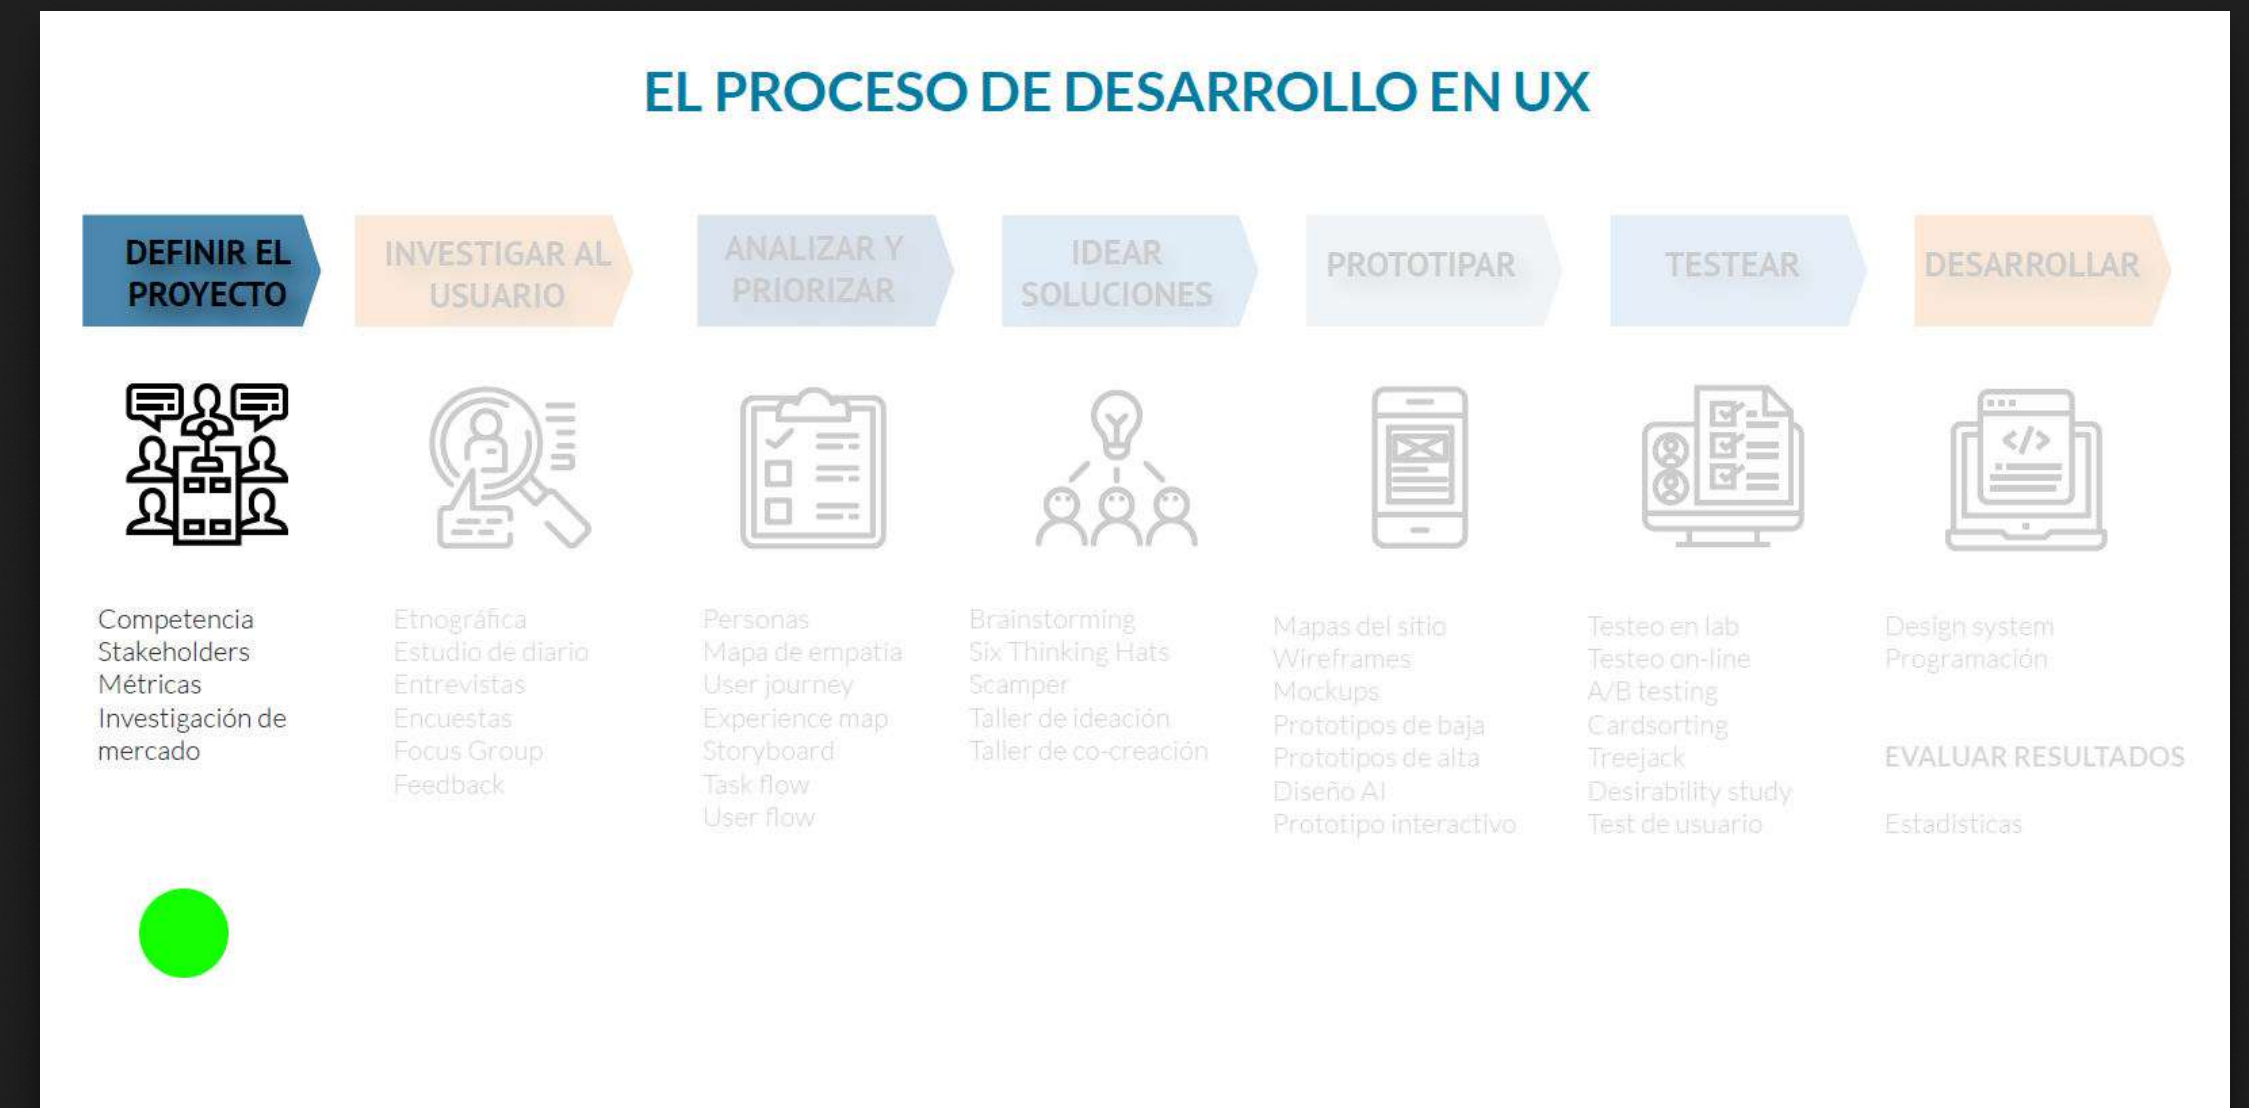 EL PROCESO DE DESARROLLO EN UX
DEFINIR EL
PROYECTO
INVESTIGAR AL
USUARIO
ANALIZAR Y
PRIORIZAR
IDEAR
SOLUCIONES
PROTOTIPAR
TESTEAR
DESARROLLAR
Competencia
Stakeholders
Métricas
Investigación de
mercado
Etnográfica
Estudio de diario
Entrevistas
Encuestas
Focus Group
Feedback
Personas
Mapa de empatía
User journey
Experience map
Storyboard
Task flow
User flow
Brainstorming
Six Thinking Hats
Scamper
Taller de ideación
Taller de co-creación
Mapas del sitio
Wireframes
Mockups
Prototipos de baja
Prototipos de alta
Diseño AI
Prototipo interactivo
Testeo en lab
Testeo on-line
A/B testing
Cardsorting
Treejack
Desirability study
Test de usuario
Design system
Programación
EVALUAR RESULTADOS
Estadísticas